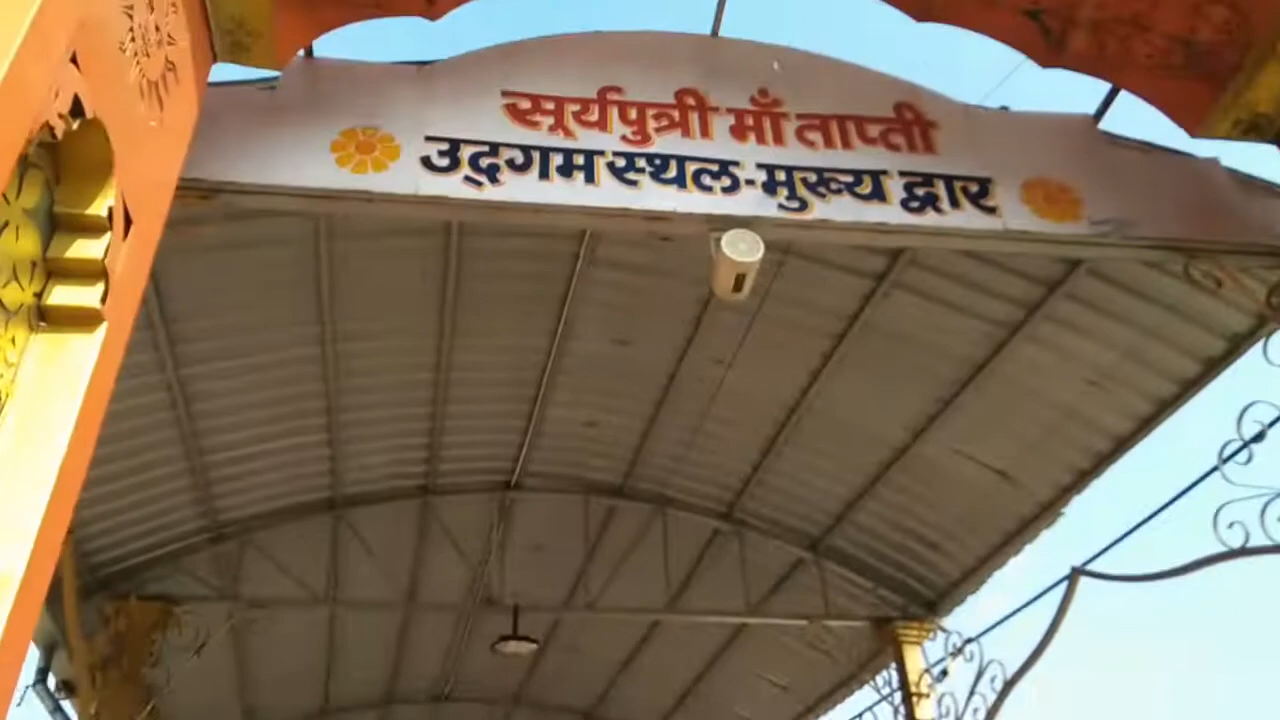 सूर्यपुत्री माँ ताप्ती
उद्गम स्थल-मुख्य द्वार